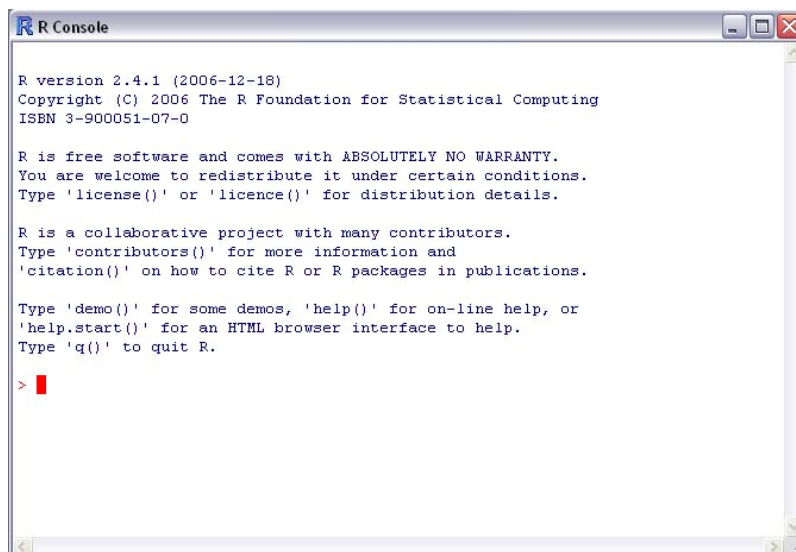 R Console
R version 2.4.1 (2006-12-18)
Copyright (C) 2006 The R Foundation for Statistical Computing
ISBN 3-900051-07-0
R is free software and comes with ABSOLUTELY NO WARRANTY.
You are welcome to redistribute it under certain conditions.
Type 'license()' or 'licence()' for distribution details.
R is a collaborative project with many contributors.
Type 'contributors()' for more information and
'citation()' on how to cite R or R packages in publications.
Type 'demo()' for some demos, 'help()' for on-line help, or
'help.start()' for an HTML browser interface to help.
Type 'q()' to quit R.
>